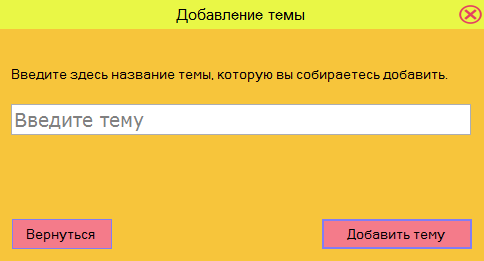 Добавление темы
Введите здесь название темы, которую вы собираетесь добавить.
Введите тему
Вернуться
Добавить тему